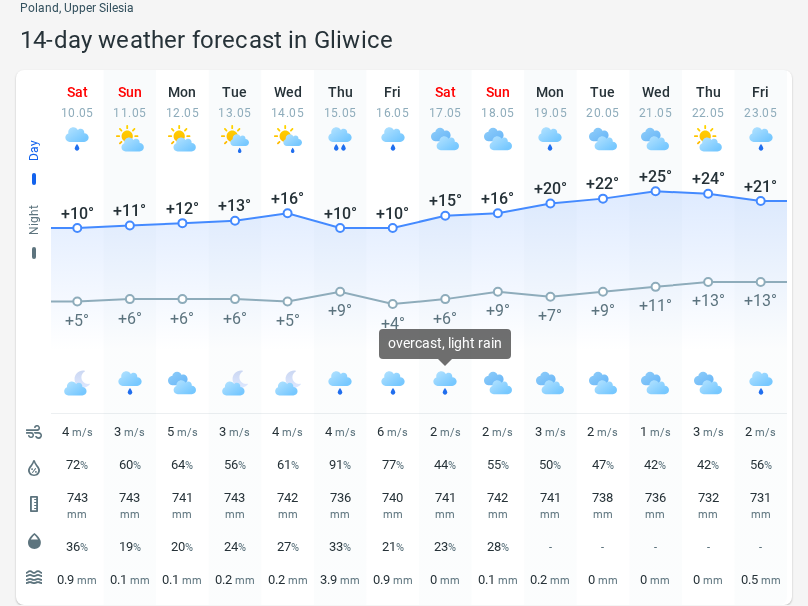 Poland, Upper Silesia
14-day weather forecast in Gliwice
Sat Sun Mon Tue Wed Thu Fri Sat Sun Mon Tue Wed Thu Fri
10.05 11.05 12.05 13.05 14.05 15.05 16.05 17.05 18.05 19.05 20.05 21.05 22.05 23.05
Day
+10° +11° +12° +13° +16° +10° +10° +15° +16° +20° +22° +25° +24° +21°
Night
+5° +6° +6° +6° +5° +9° +4° +6° +9° +7° +9° +11° +13° +13°
overcast, light rain
4 m/s 3 m/s 5 m/s 3 m/s 4 m/s 4 m/s 6 m/s 2 m/s 2 m/s 3 m/s 2 m/s 1 m/s 3 m/s 2 m/s
72% 60% 64% 56% 61% 91% 77% 44% 55% 50% 47% 42% 42% 56%
743 743 741 743 742 736 740 741 742 741 738 736 732 731
mm mm mm mm mm mm mm mm mm mm mm mm mm mm
36% 19% 20% 24% 27% 33% 21% 23% 28% - - - - -
0.9 mm 0.1 mm 0.1 mm 0.2 mm 0.2 mm 3.9 mm 0.9 mm 0 mm 0.1 mm 0.2 mm 0 mm 0 mm 0 mm 0.5 mm